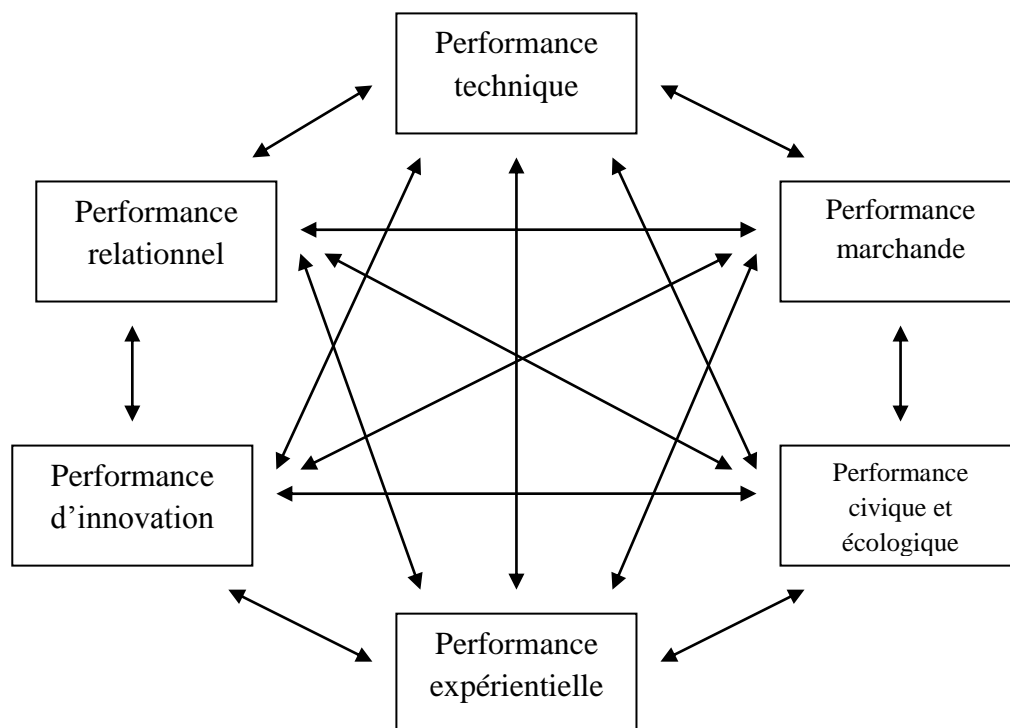 Performance
technique
Performance
relationnel
Performance
marchande
Performance
d’innovation
Performance
civique et
écologique
Performance
expérientielle